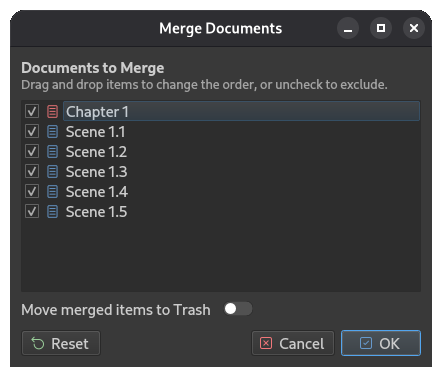 Merge Documents
Documents to Merge
Drag and drop items to change the order, or uncheck to exclude.
Chapter 1
Scene 1.1
Scene 1.2
Scene 1.3
Scene 1.4
Scene 1.5
Move merged items to Trash
Reset
Cancel
OK